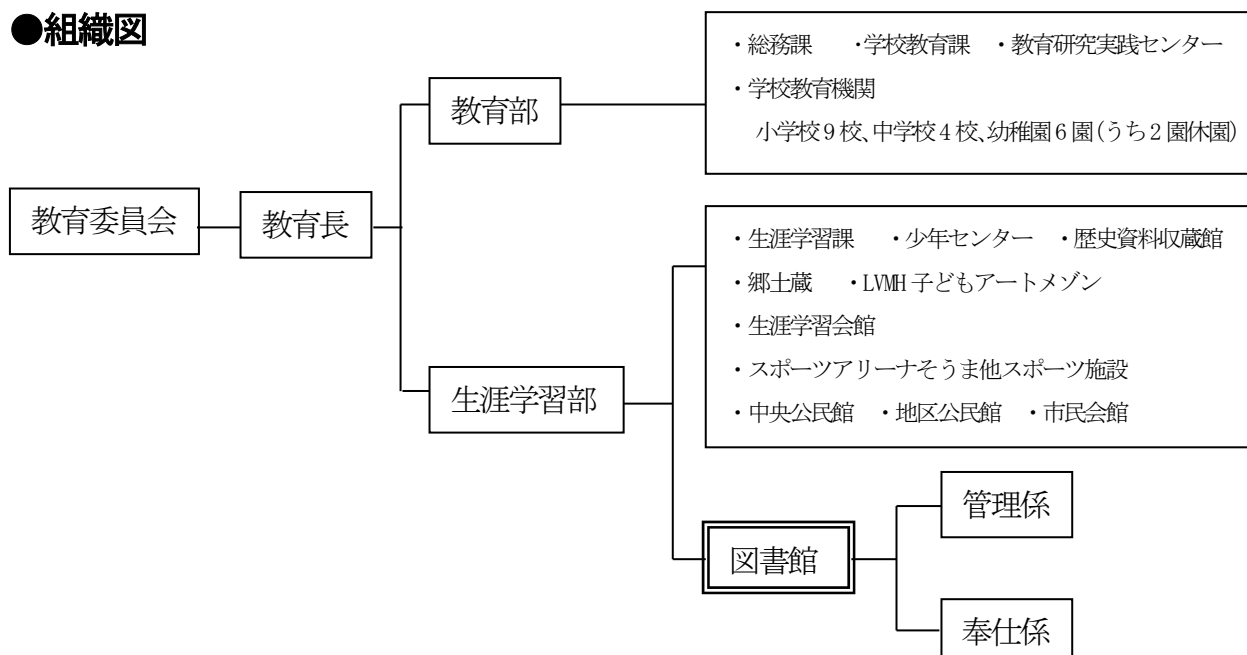 ●組織図
・総務課　・学校教育課　・教育研究実践センター
・学校教育機関
小学校9校、中学校4校、幼稚園6園(うち2園休園)
教育部
教育委員会
教育長
・生涯学習課　・少年センター　・歴史資料収蔵館
・郷土蔵　・LVMH子どもアートメゾン
・生涯学習会館
・スポーツアリーナそうま他スポーツ施設
・中央公民館　・地区公民館　・市民会館
生涯学習部
図書館
管理係
奉仕係